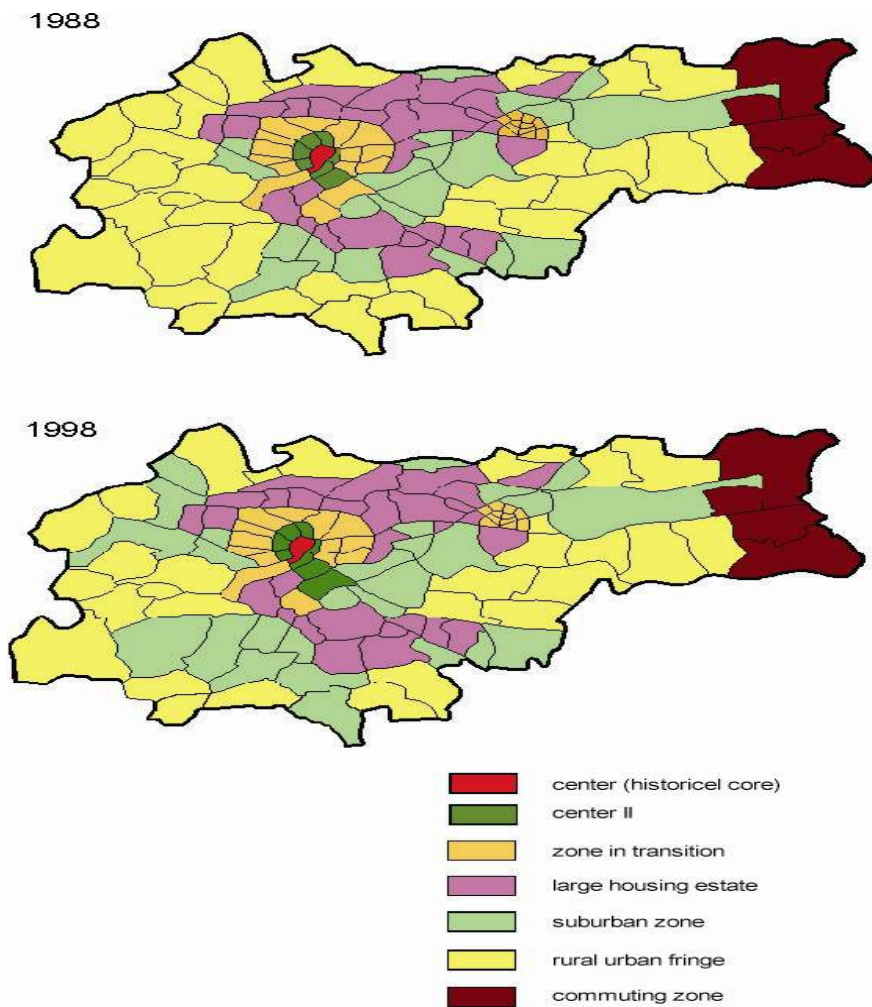 1988
1998
center (historicel core)
center II
zone in transition
large housing estate
suburban zone
rural urban fringe
commuting zone